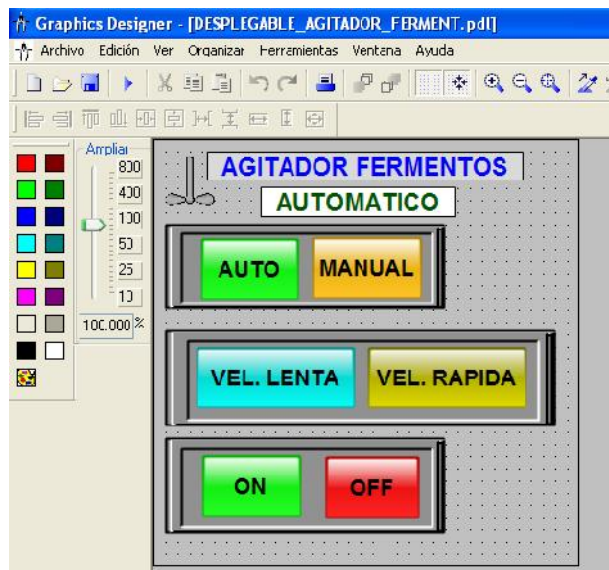 Graphics Designer - [DESPLEGABLE_AGITADOR_FERMENT.pdl]
Archivo Edición Ver Organizar Herramientas Ventana Ayuda
Ampliar
800
400
100
50
25
10
100.000 %
AGITADOR FERMENTOS
AUTOMATICO
AUTO MANUAL
VEL. LENTA VEL. RAPIDA
ON OFF